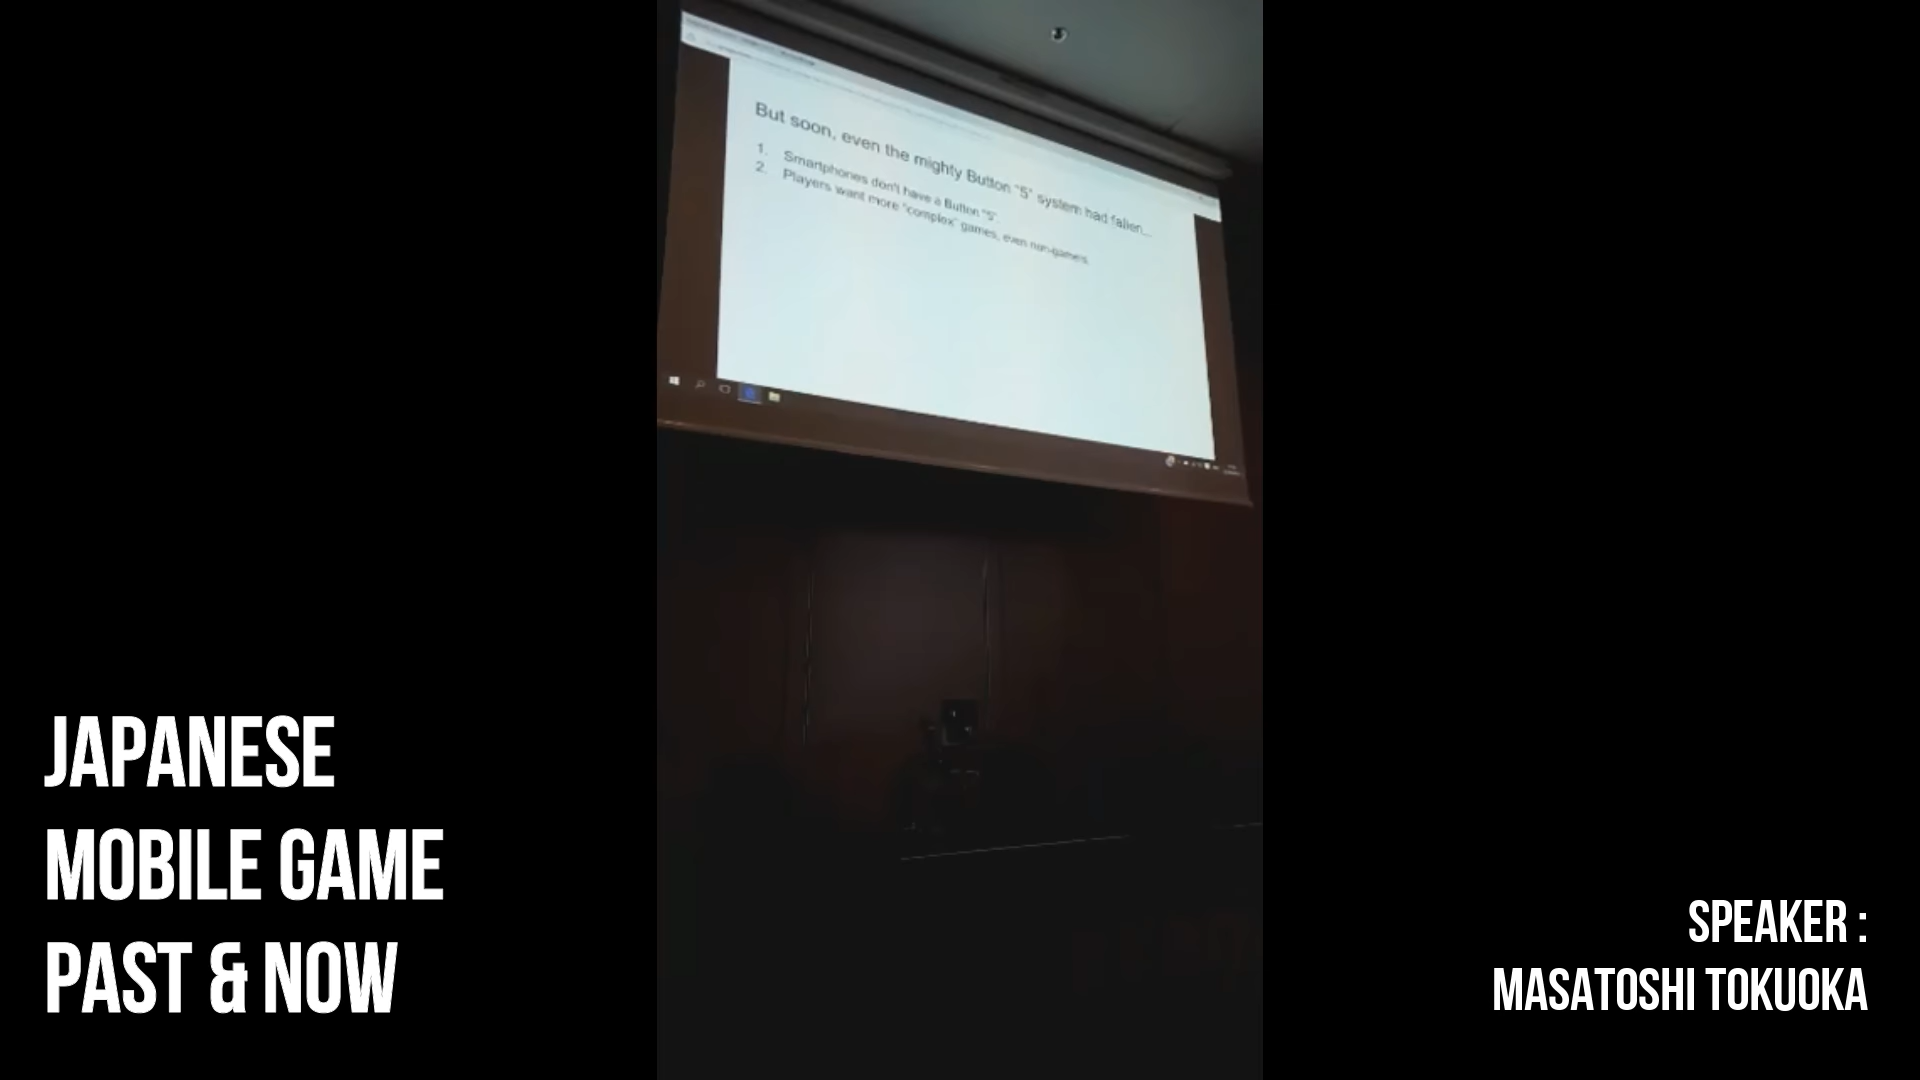 But soon, even the mighty Button "5" system had fallen...
1. Smartphones don't have a Button "5".
2. Players want more "complex" games, even non-gamers.
JAPANESE
MOBILE GAME
PAST & NOW
SPEAKER :
MASATOSHI TOKUOKA